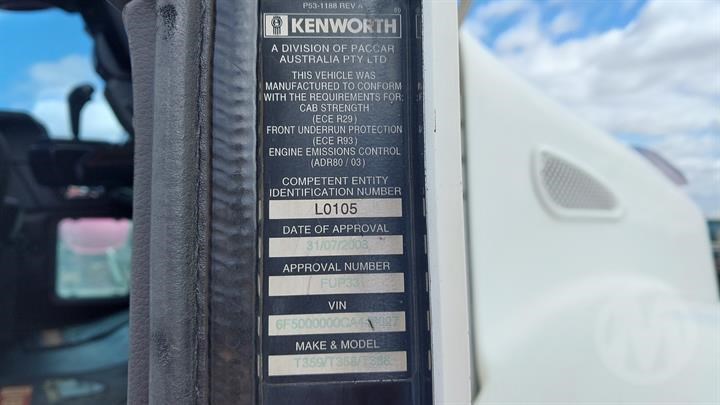 P53-1188 REV A
KENWORTH ®
A DIVISION OF PACCAR
AUSTRALIA PTY LTD
THIS VEHICLE WAS
MANUFACTURED TO CONFORM
WITH THE REQUIREMENTS FOR:
CAB STRENGTH
(ECE R29)
FRONT UNDERRUN PROTECTION
(ECE R93)
ENGINE EMISSIONS CONTROL
(ADR80 / 03)
COMPETENT ENTITY
IDENTIFICATION NUMBER
L0105
DATE OF APPROVAL
31/07/2008
APPROVAL NUMBER
VIN
MAKE & MODEL